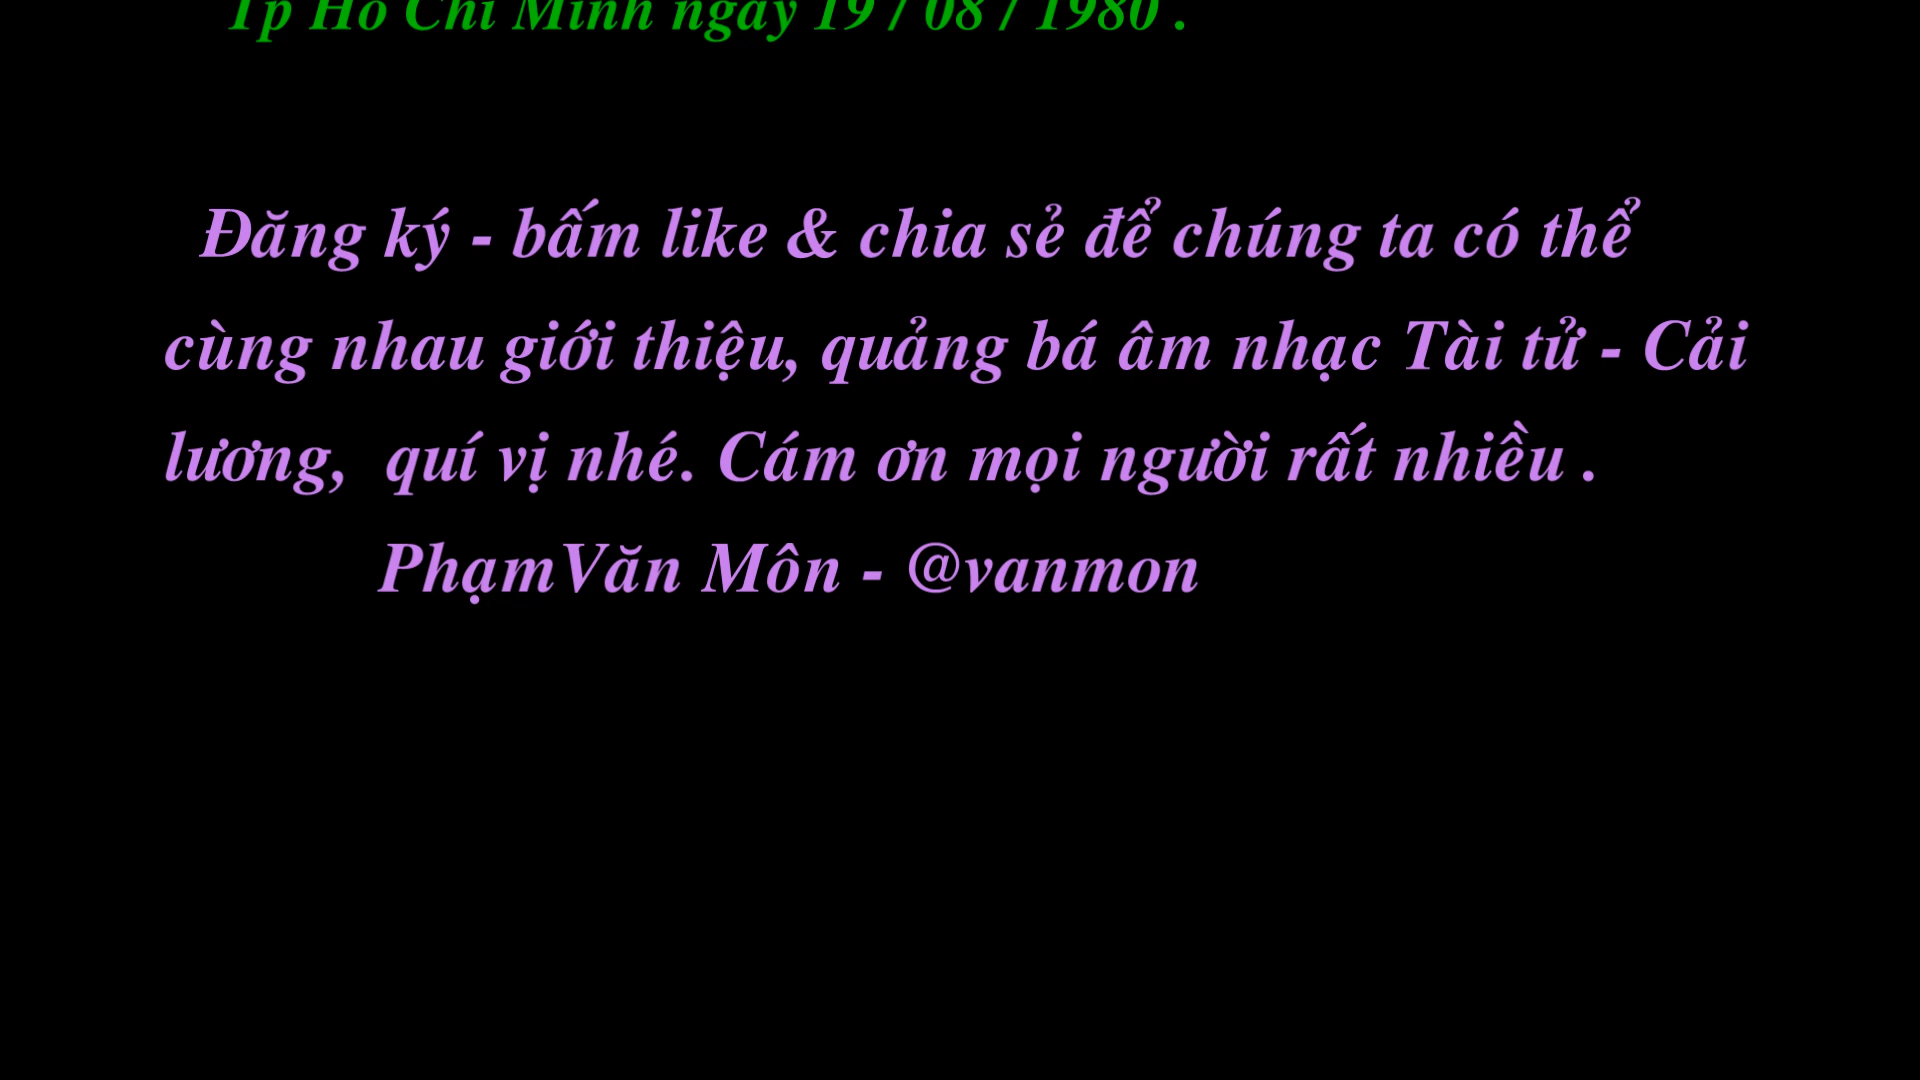 Tp Hồ Chí Minh ngày 19 / 08 / 1980 .
Đăng ký - bấm like & chia sẻ để chúng ta có thể
cùng nhau giới thiệu, quảng bá âm nhạc Tài tử - Cải
lương, quí vị nhé. Cám ơn mọi người rất nhiều .
PhạmVăn Môn - @vanmon